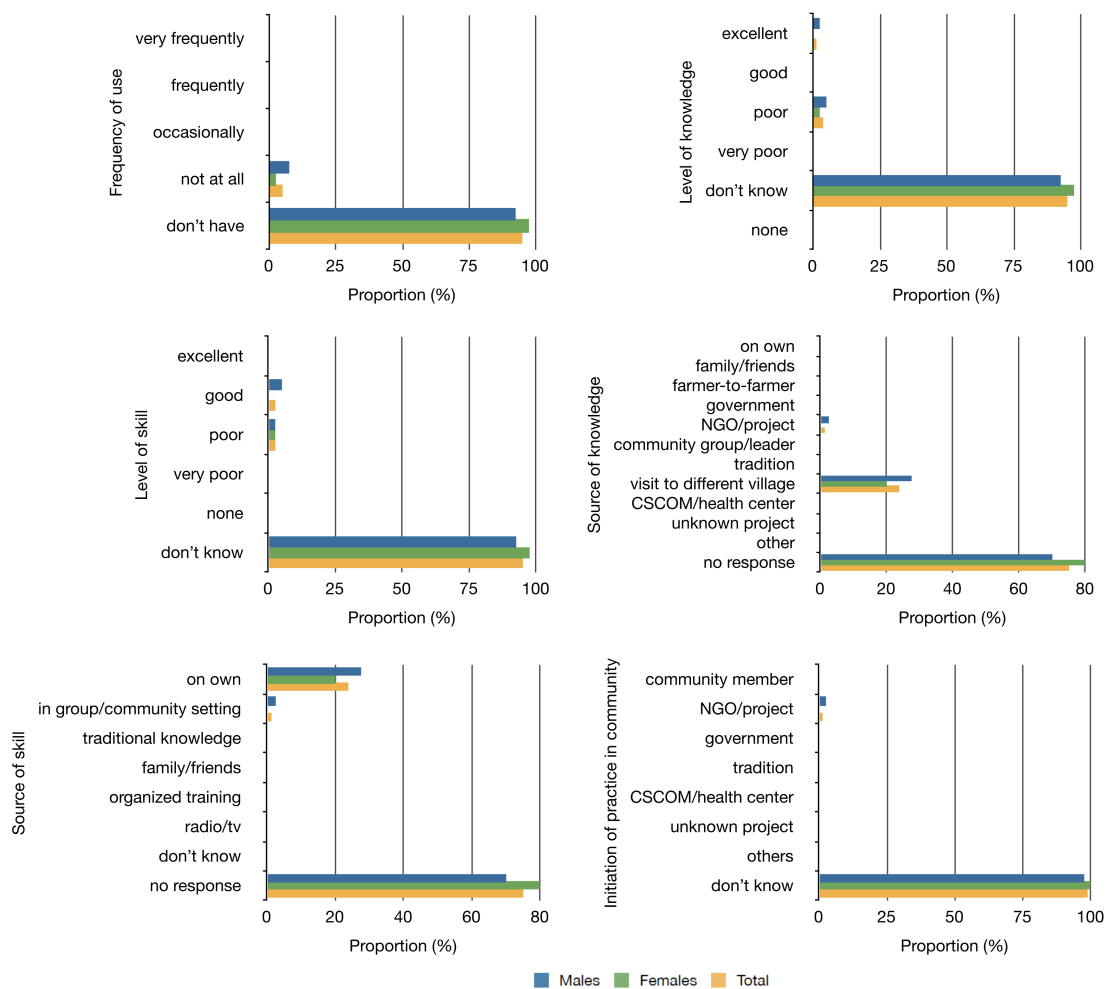 very frequently
frequently
occasionally
not at all
don't have
Frequency of use
0 25 50 75 100
Proportion (%)
excellent
good
poor
very poor
don't know
none
Level of knowledge
0 25 50 75 100
Proportion (%)
excellent
good
poor
very poor
none
don't know
Level of skill
0 25 50 75 100
Proportion (%)
on own
family/friends
farmer-to-farmer
government
NGO/project
community group/leader
tradition
visit to different village
CSCOM/health center
unknown project
other
no response
Source of knowledge
0 20 40 60 80
Proportion (%)
on own
in group/community setting
traditional knowledge
family/friends
organized training
radio/tv
don't know
no response
Source of skill
0 20 40 60 80
Proportion (%)
community member
NGO/project
government
tradition
CSCOM/health center
unknown project
others
don't know
Initiation of practice in community
0 25 50 75 100
Proportion (%)
Males Females Total